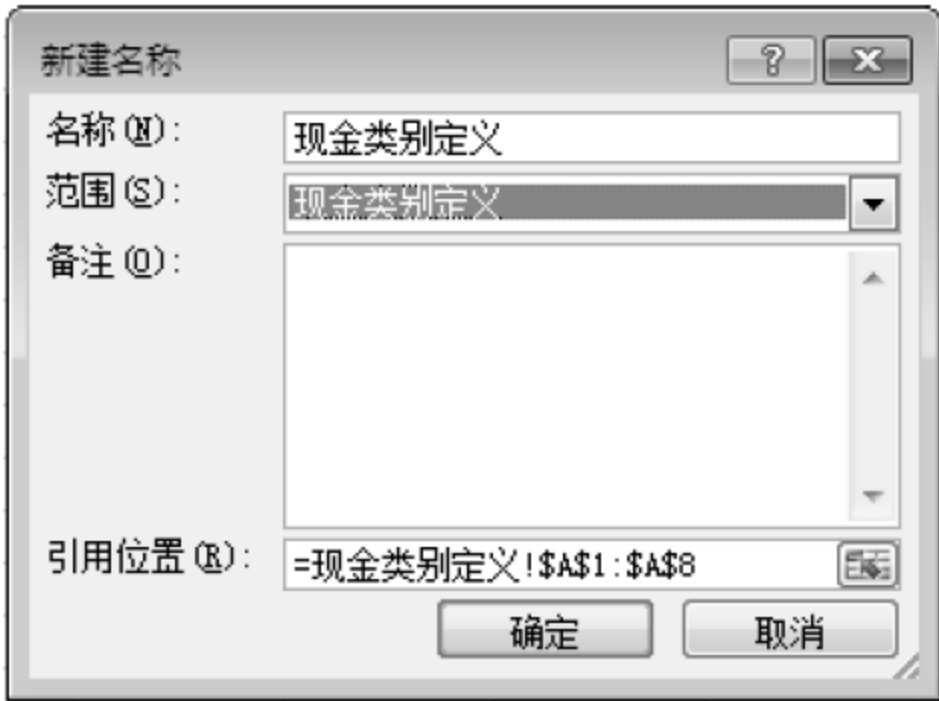 新建名称
名称(N):
现金类别定义
范围(S):
现金类别定义
备注(O):
引用位置(R):
=现金类别定义!$A$1:$A$8
确定
取消